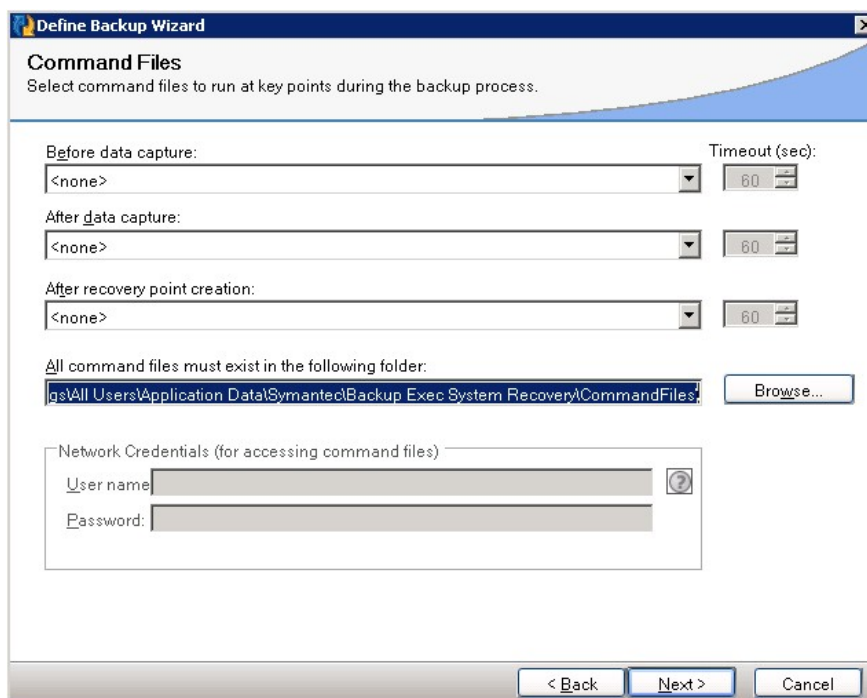 Define Backup Wizard
Command Files
Select command files to run at key points during the backup process.
Before data capture:
Timeout (sec):
<none>
60
After data capture:
<none>
60
After recovery point creation:
<none>
60
All command files must exist in the following folder:
gs\All Users\Application Data\Symantec\Backup Exec System Recovery\CommandFiles
Browse...
Network Credentials (for accessing command files)
User name
?
Password:
< Back
Next >
Cancel